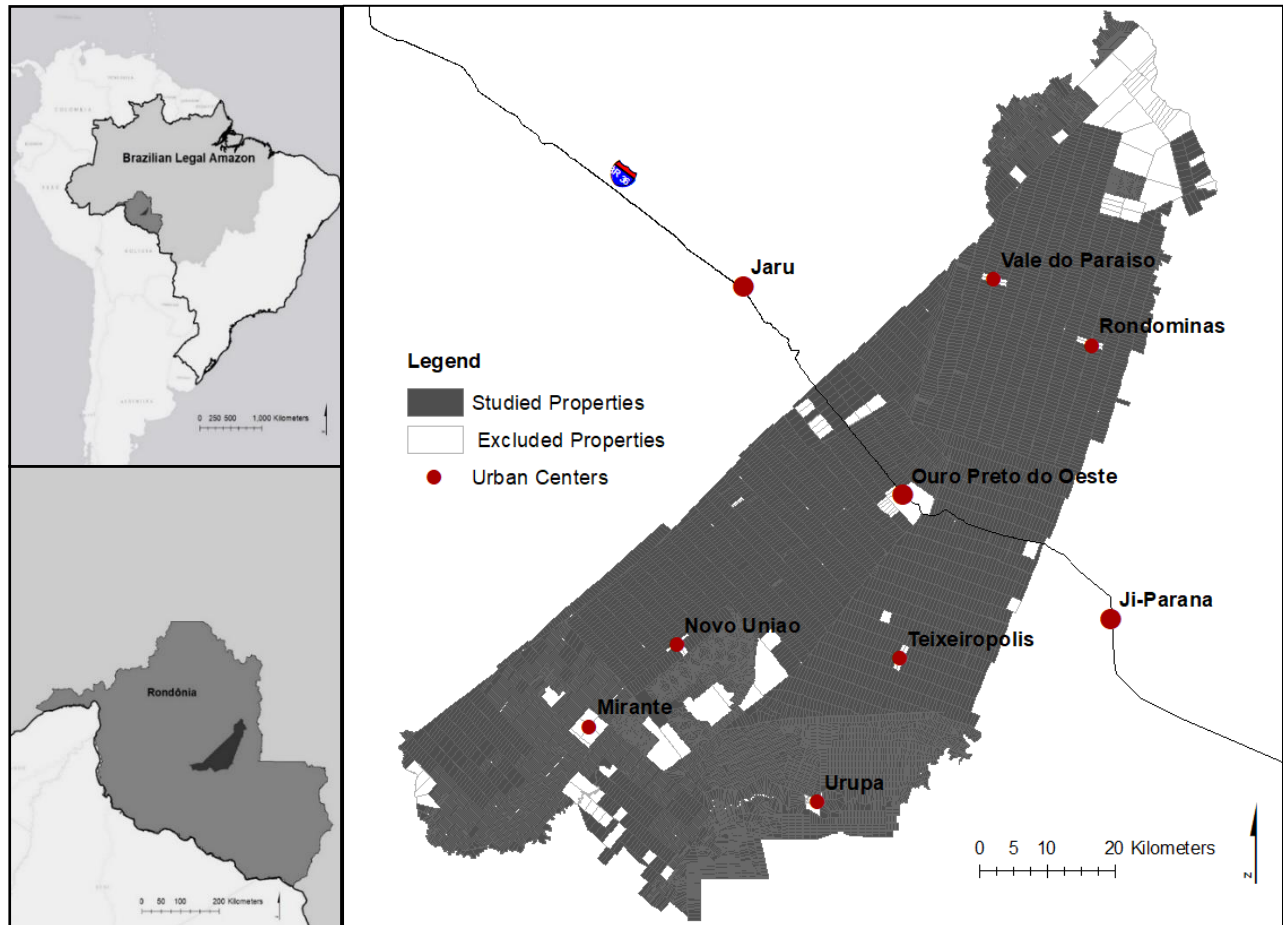 COLOMBIA
PERU
BOLIVIA
Brazilian Legal Amazon
0 250 500 1,000 Kilometers
N
Rondônia
0 50 100 200 Kilometers
Jaru
Vale do Paraiso
Rondominas
Legend
Studied Properties
Excluded Properties
Urban Centers
Ouro Preto do Oeste
Ji-Parana
Novo Uniao
Teixeiropolis
Mirante
Urupa
0 5 10 20 Kilometers
N